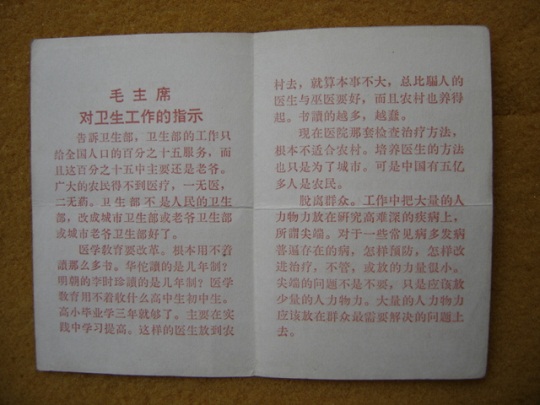 毛主席
对卫生工作的指示
告訴卫生部，卫生部的工作只
给全国人口的百分之十五服务，而
且这百分之十五中主要还是老爷。
广大的农民得不到医疗，一无医，
二无药。卫生部不是人民的卫生
部，改成城市卫生部或老爷卫生部
或城市老爷卫生部好了。
医学敎育要改革。根本用不着
讀那么多书。华佗讀的是几年制？
明朝的李时珍讀的是几年制？医学
敎育用不着收什么高中生初中生。
高小毕业学三年就够了。主要在实
践中学习提高。这样的医生放到农
村去，就算本事不大，总比騙人的
医生与巫医要好，而且农村也养得
起。书讀的越多，越蠢。
现在医院那套检查治疗方法，
根本不适合农村。培养医生的方法
也只是为了城市。可是中国有五亿
多人是农民。
脫离群众。工作中把大量的人
力物力放在研究高难深的疾病上，
所謂尖端。对于一些常见病多发病
普遍存在的病，怎样预防，怎样改
进治疗，不管，或放的力量很小。
尖端的问题不是不要，只是应該放
少量的人力物力。大量的人力物力
应該放在群众最需要解决的问题上
去。